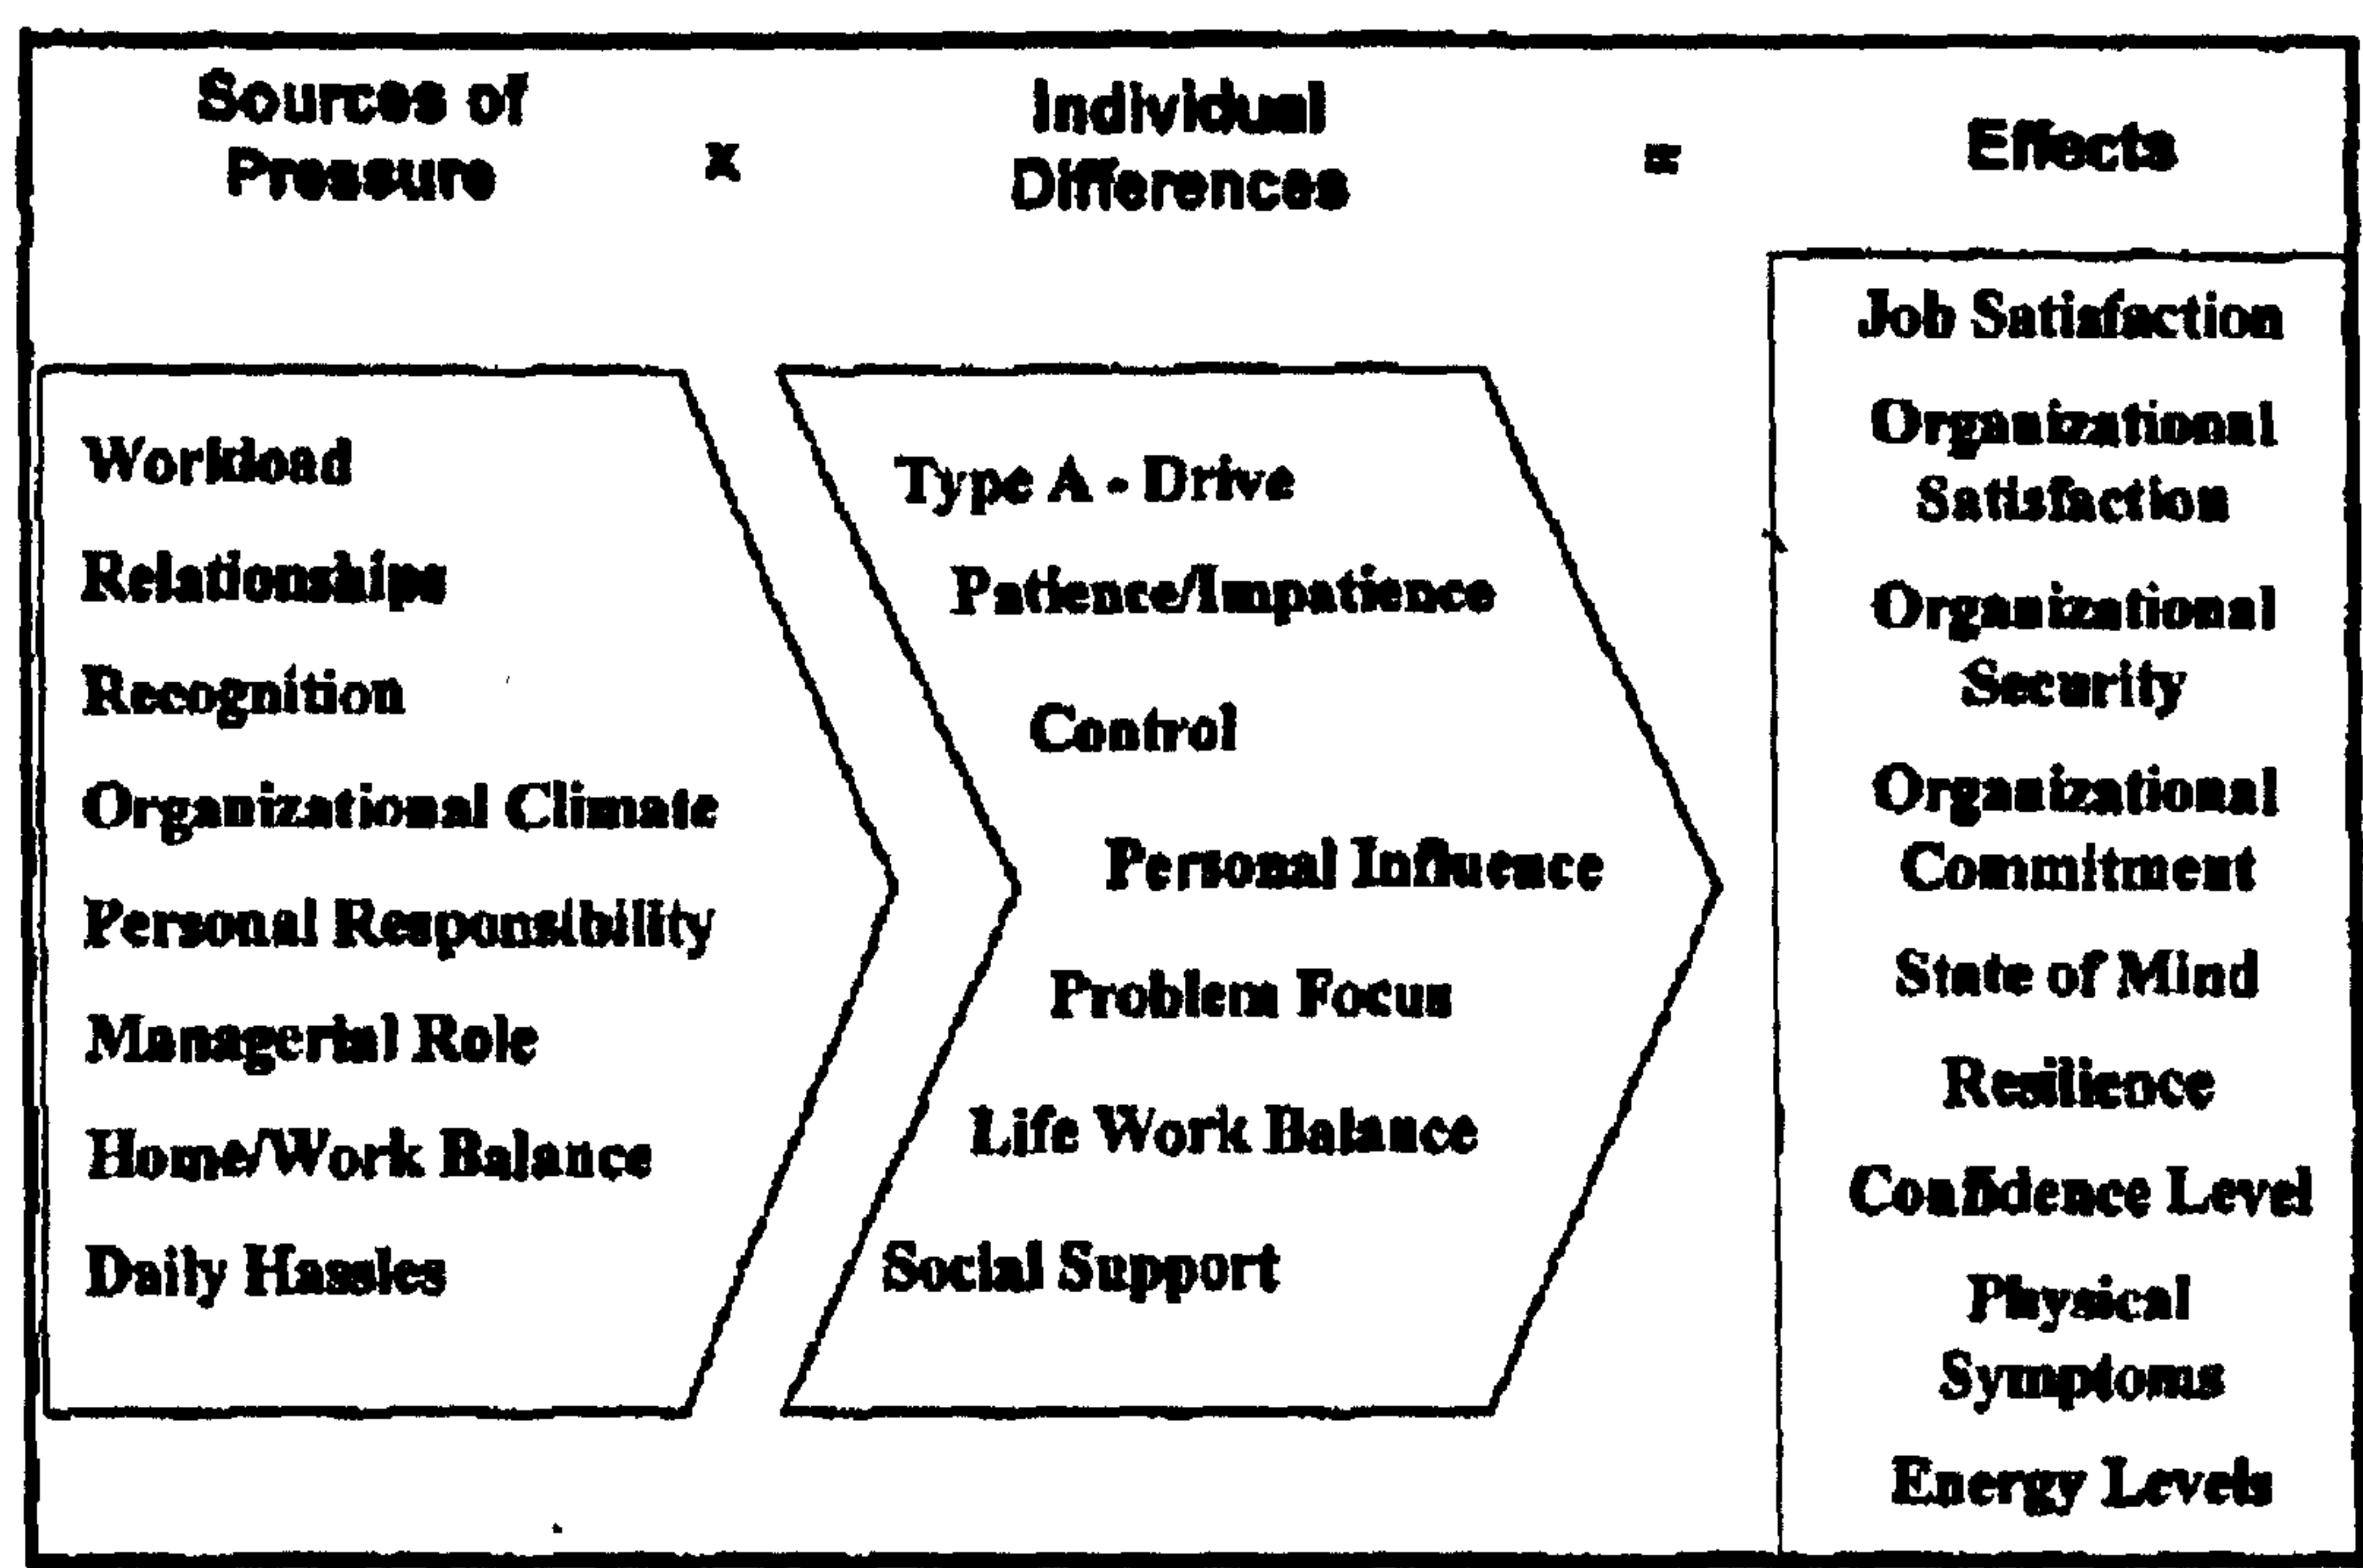 Sources of
Pressure
x
Individual
Differences
=
Effects
Workload
Relationships
Recognition
Organizational Climate
Personal Responsibility
Managerial Role
Home/Work Balance
Daily Hassles
Type A - Drive
Patience/Impatience
Control
Personal Influence
Problem Focus
Life Work Balance
Social Support
Job Satisfaction
Organizational
Satisfaction
Organizational
Security
Organizational
Commitment
State of Mind
Resilience
Confidence Level
Physical
Symptoms
Energy Levels